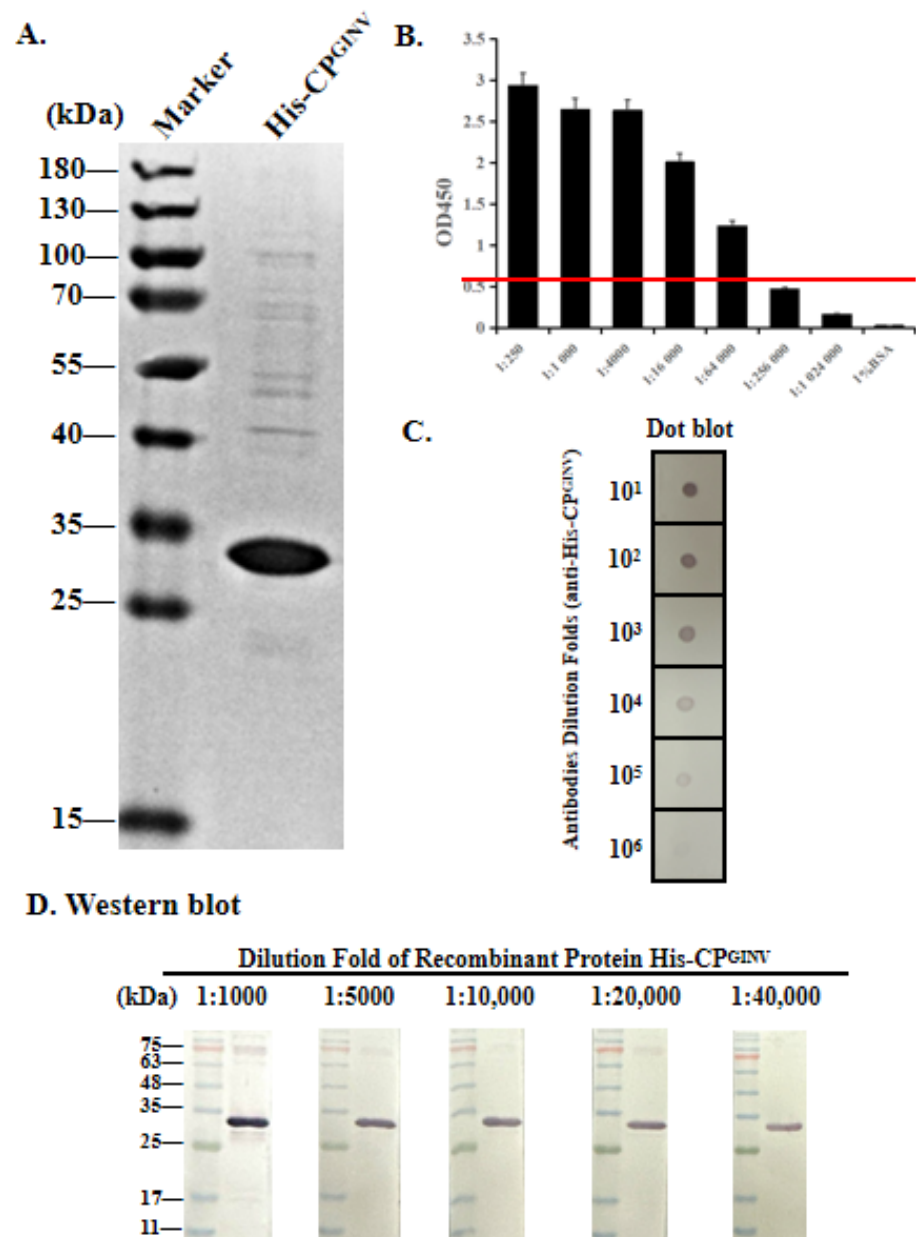 A.
Marker
His-CPGINV
(kDa)
180
130
100
70
55
40
35
25
15
B.
OD450
3.5
3
2.5
2
1.5
1
0.5
0
1:250
1:1 000
1:4000
1:16 000
1:64 000
1:256 000
1:1 024 000
1%BSA
C.
Dot blot
Antibodies Dilution Folds (anti-His-CPGINV)
10¹
10²
10³
10⁴
10⁵
10⁶
D. Western blot
Dilution Fold of Recombinant Protein His-CPGINV
(kDa) 1:1000 1:5000 1:10,000 1:20,000 1:40,000
75
63
48
35
25
17
11